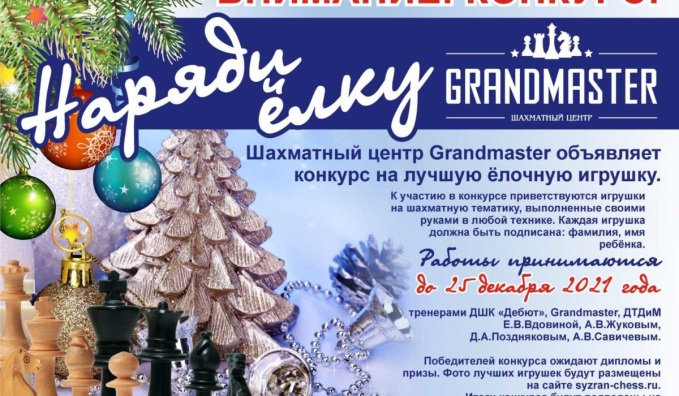 ВНИМАНИЕ! КОНКУРС!
Наряди
ёлку
GRANDMASTER
ШАХМАТНЫЙ ЦЕНТР
Шахматный центр Grandmaster объявляет
конкурс на лучшую ёлочную игрушку.
К участию в конкурсе приветствуются игрушки
на шахматную тематику, выполненные своими
руками в любой технике. Каждая игрушка
должна быть подписана: фамилия, имя
ребёнка.
Работы принимаются
до 25 декабря 2021 года
тренерами ДШК «Дебют», Grandmaster, ДТДиМ
Е.В.Вдовиной, А.В.Жуковым,
Д.А.Поздняковым, А.В.Савичевым.
Победителей конкурса ожидают дипломы и
призы. Фото лучших игрушек будут размещены
на сайте syzran-chess.ru.